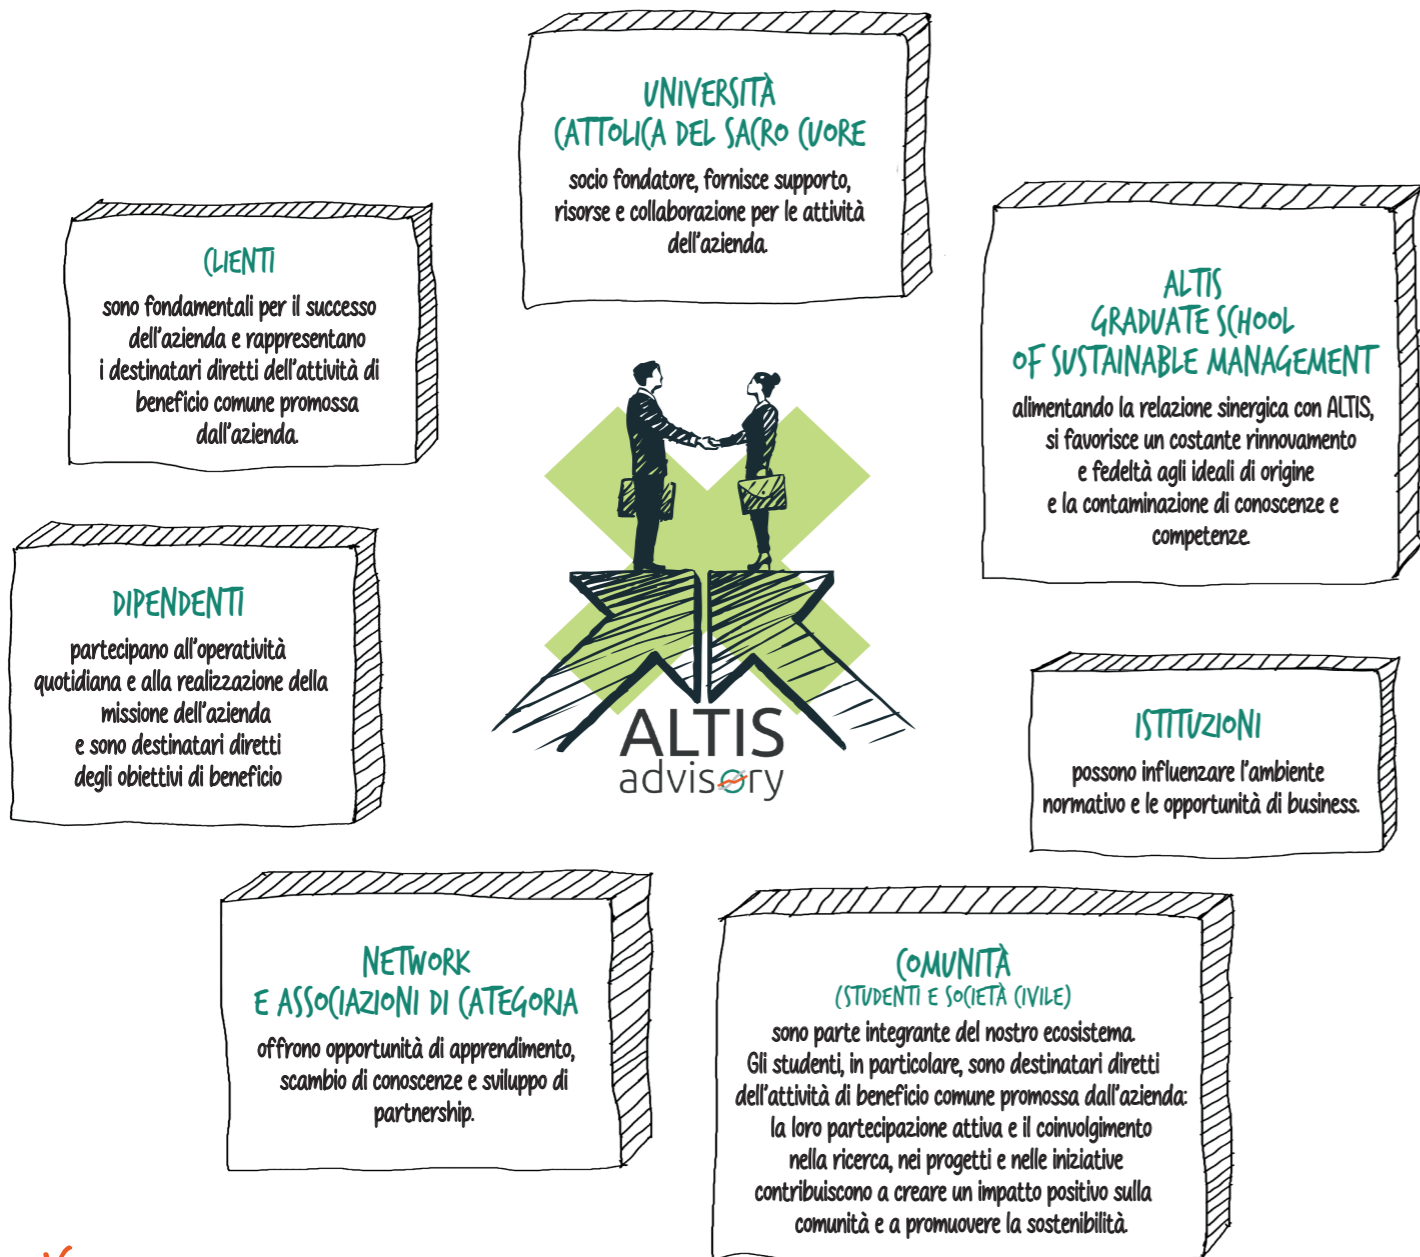 UNIVERSITÀ
CATTOLICA DEL SACRO CUORE
socio fondatore, fornisce supporto,
risorse e collaborazione per le attività
dell'azienda.
CLIENTI
sono fondamentali per il successo
dell'azienda e rappresentano
i destinatari diretti dell'attività di
beneficio comune promossa
dall'azienda.
ALTIS
GRADUATE SCHOOL
OF SUSTAINABLE MANAGEMENT
alimentando la relazione sinergica con ALTIS,
si favorisce un costante rinnovamento
e fedeltà agli ideali di origine
e la contaminazione di conoscenze e
competenze.
DIPENDENTI
partecipano all'operatività
quotidiana e alla realizzazione della
missione dell'azienda
e sono destinatari diretti
degli obiettivi di beneficio
ALTIS
advisory
ISTITUZIONI
possono influenzare l'ambiente
normativo e le opportunità di business.
NETWORK
E ASSOCIAZIONI DI CATEGORIA
offrono opportunità di apprendimento,
scambio di conoscenze e sviluppo di
partnership.
COMUNITÀ
(STUDENTI E SOCIETÀ CIVILE)
sono parte integrante del nostro ecosistema.
Gli studenti, in particolare, sono destinatari diretti
dell'attività di beneficio comune promossa dall'azienda:
la loro partecipazione attiva e il coinvolgimento
nella ricerca, nei progetti e nelle iniziative
contribuiscono a creare un impatto positivo sulla
comunità e a promuovere la sostenibilità.